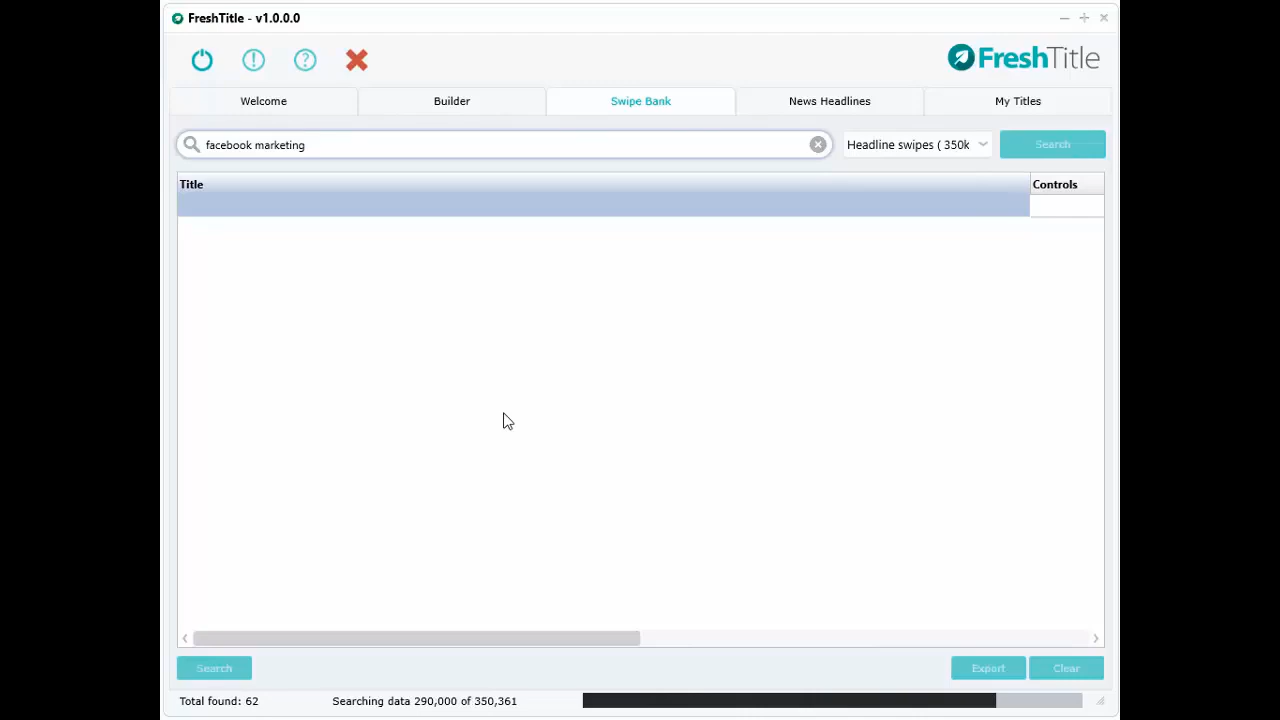 FreshTitle - v1.0.0.0
FreshTitle
Welcome Builder Swipe Bank News Headlines My Titles
facebook marketing Headline swipes ( 350k Search
Title Controls
Search Export Clear
Total found: 62 Searching data 290,000 of 350,361